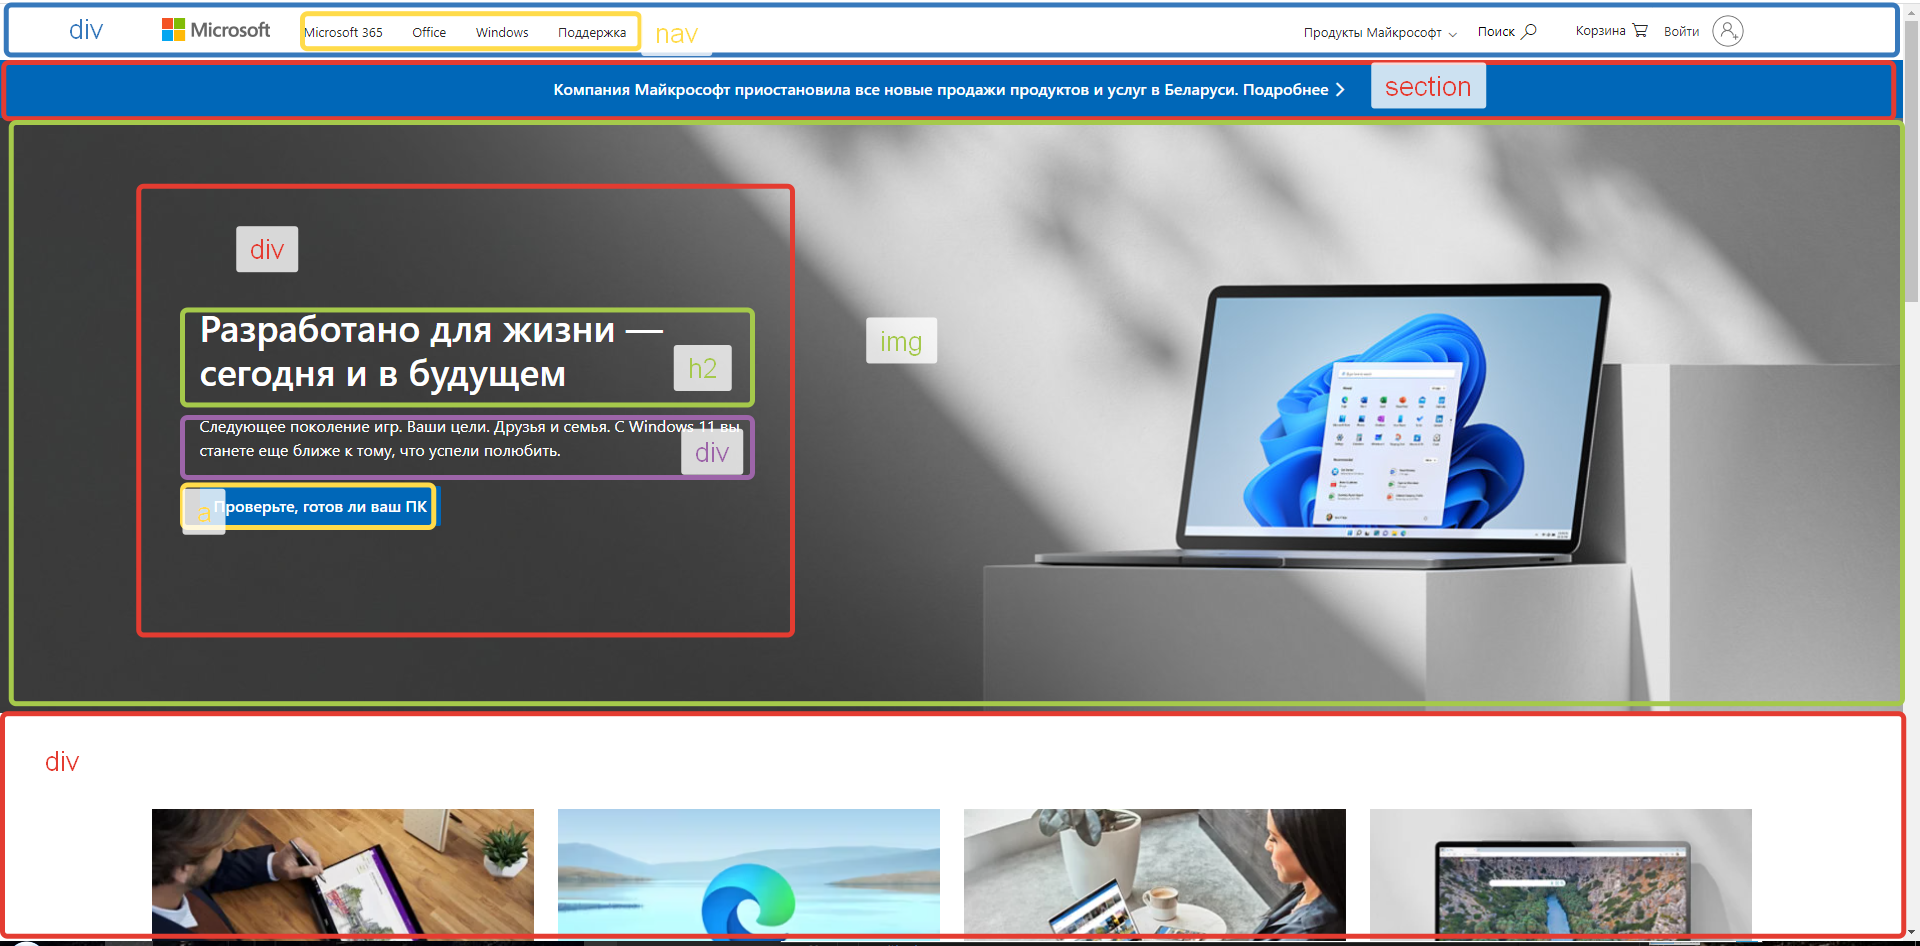 div
Microsoft
Microsoft 365 Office Windows Поддержка
nav
Продукты Майкрософт
Поиск
Корзина
Войти
Компания Майкрософт приостановила все новые продажи продуктов и услуг в Беларуси. Подробнее
section
div
Разработано для жизни —
сегодня и в будущем
h2
img
Следующее поколение игр. Ваши цели. Друзья и семья. С Windows 11 вы
станете еще ближе к тому, что успели полюбить.
div
a
Проверьте, готов ли ваш ПК
div